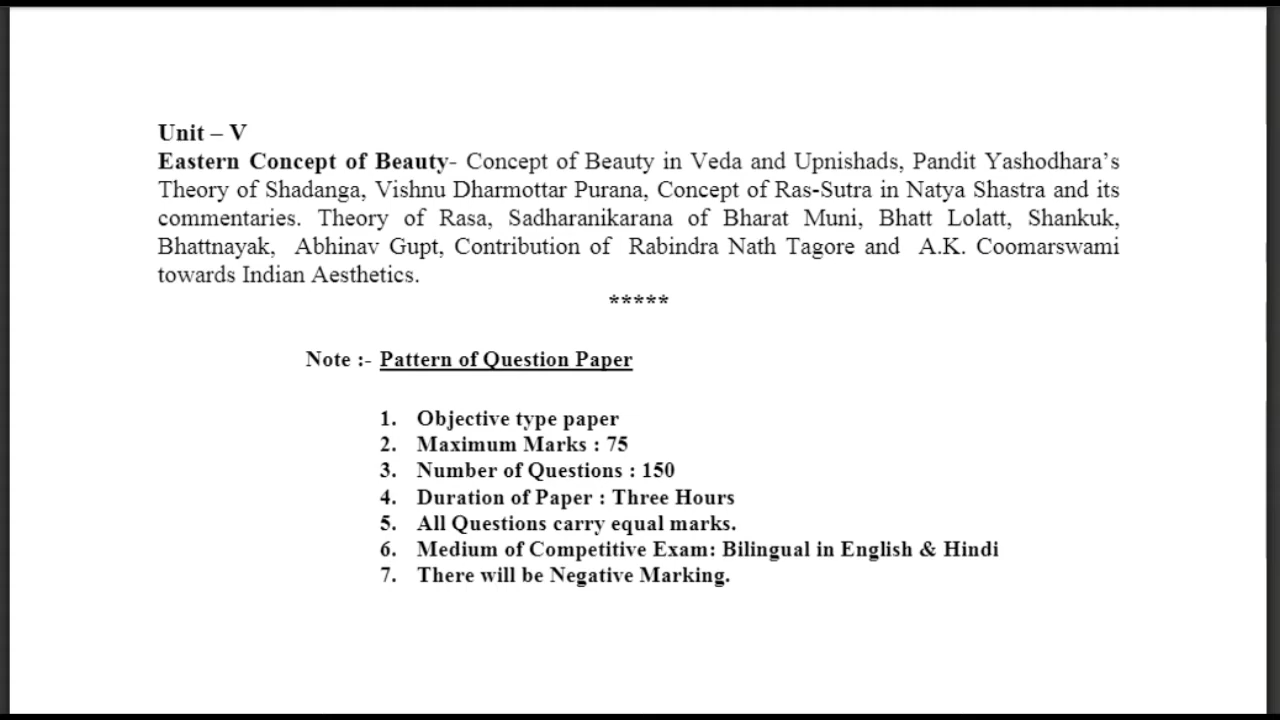 Unit – V
Eastern Concept of Beauty- Concept of Beauty in Veda and Upnishads, Pandit Yashodhara’s
Theory of Shadanga, Vishnu Dharmottar Purana, Concept of Ras-Sutra in Natya Shastra and its
commentaries. Theory of Rasa, Sadharanikarana of Bharat Muni, Bhatt Lolatt, Shankuk,
Bhattnayak, Abhinav Gupt, Contribution of Rabindra Nath Tagore and A.K. Coomarswami
towards Indian Aesthetics.
*****
Note :- Pattern of Question Paper
1. Objective type paper
2. Maximum Marks : 75
3. Number of Questions : 150
4. Duration of Paper : Three Hours
5. All Questions carry equal marks.
6. Medium of Competitive Exam: Bilingual in English & Hindi
7. There will be Negative Marking.